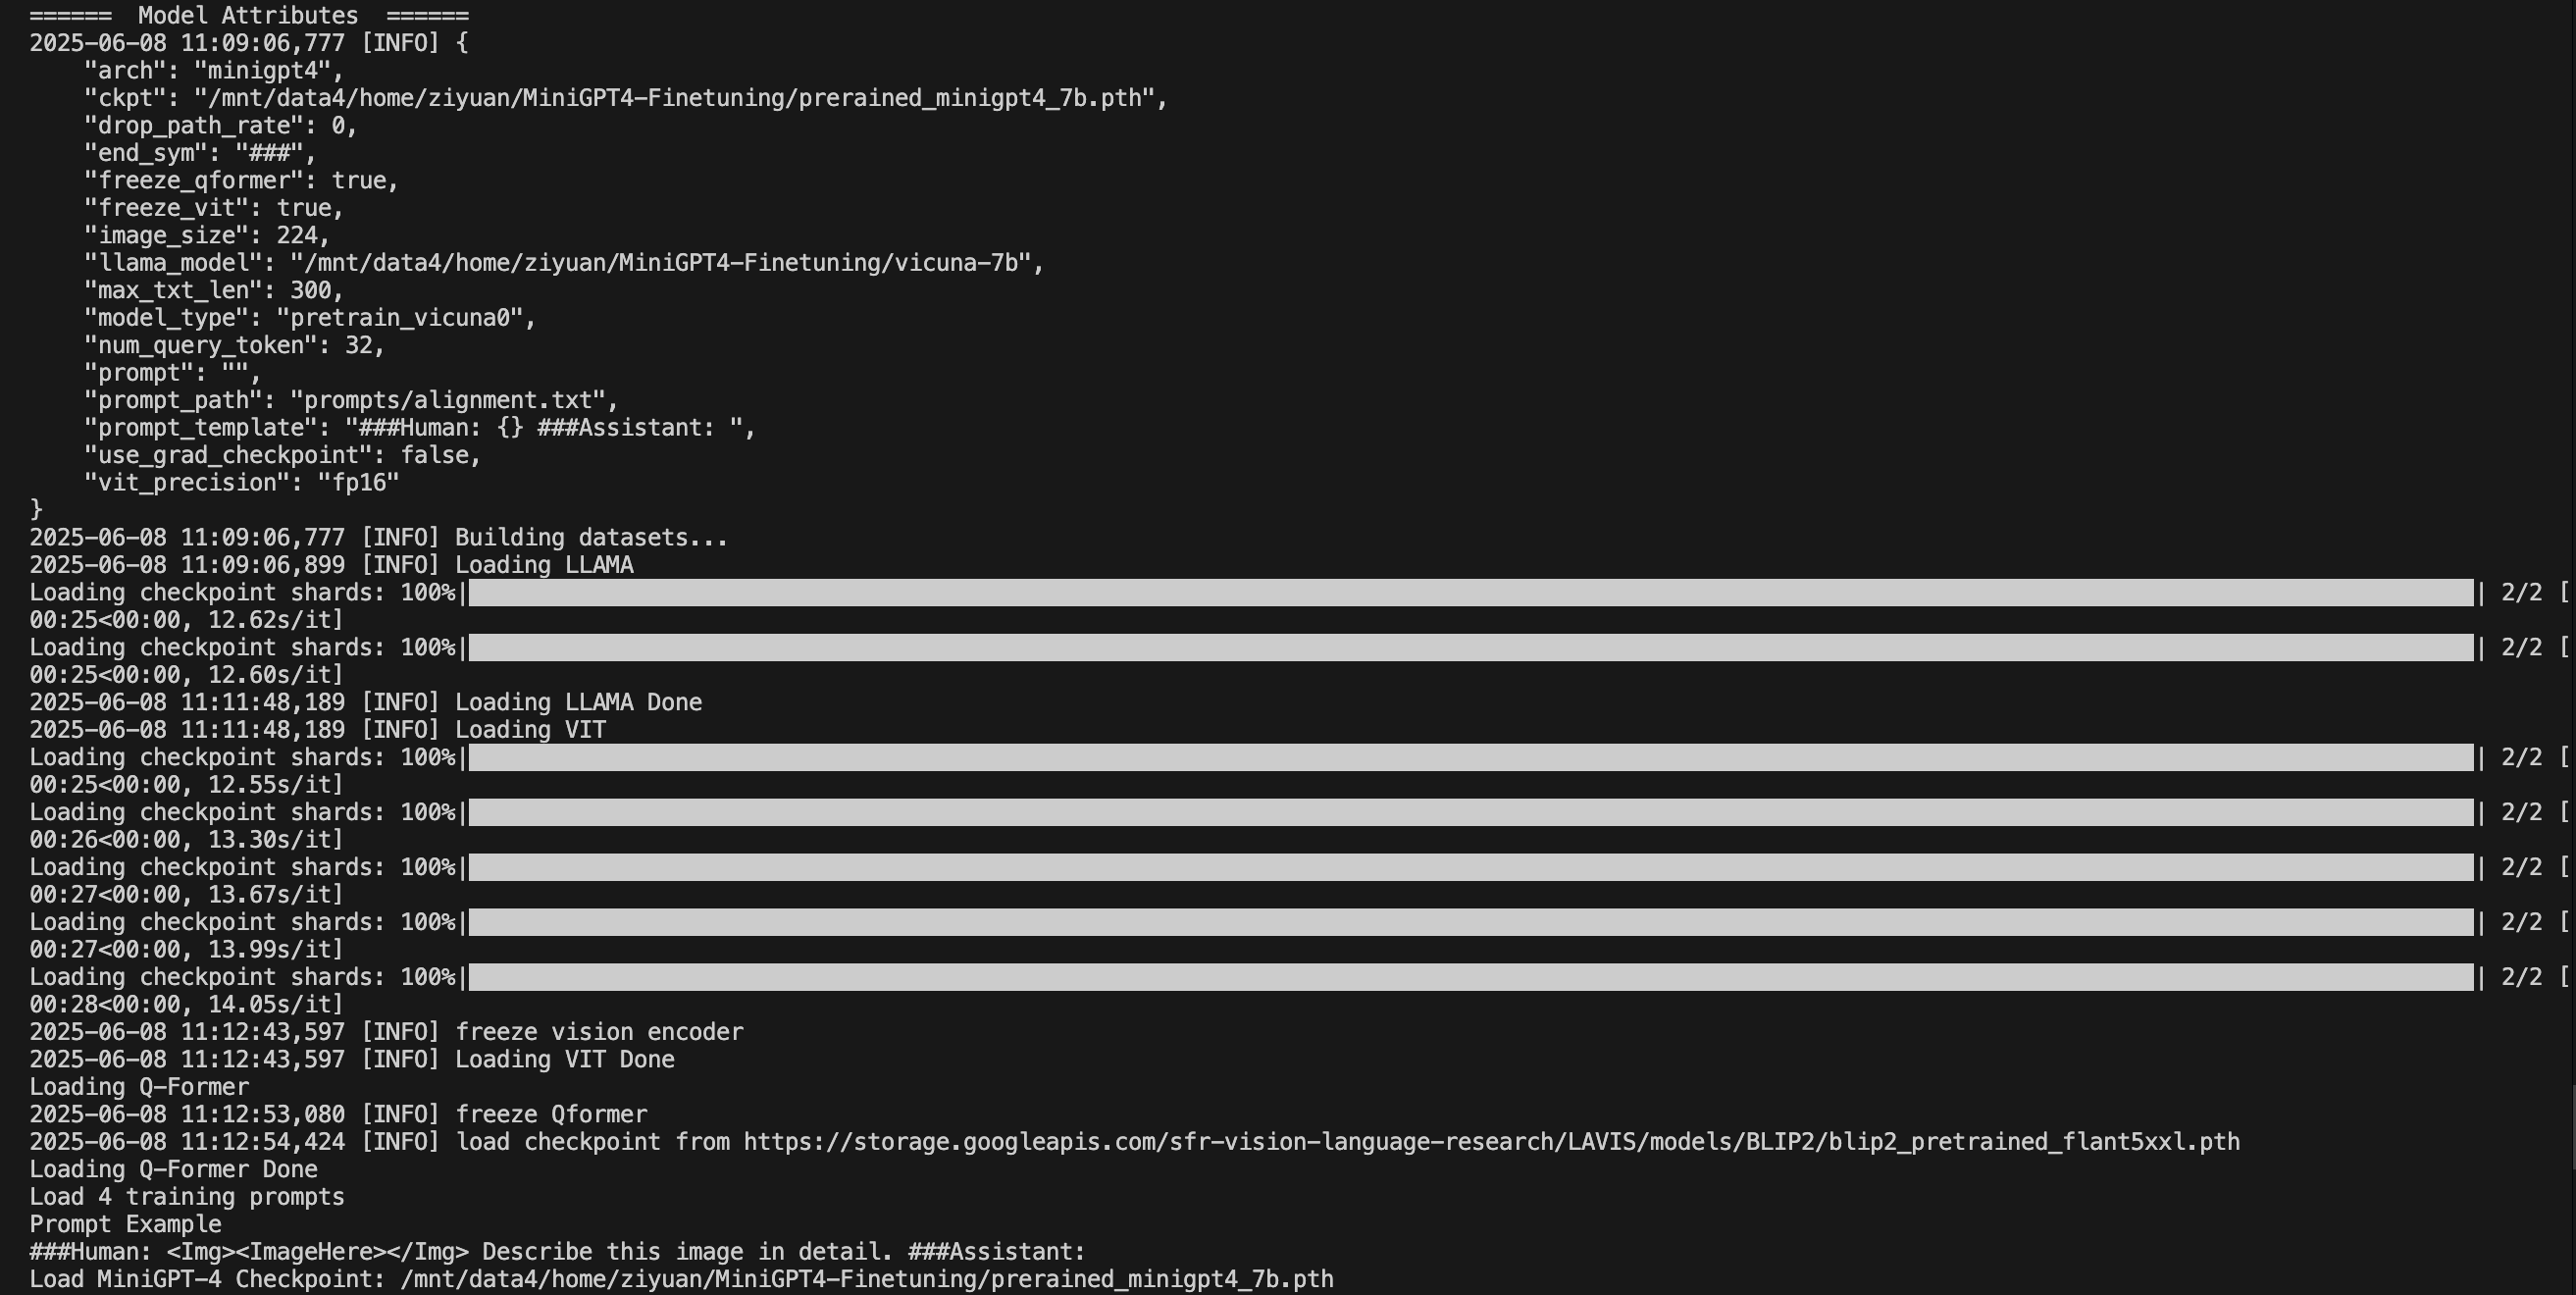 ======  Model Attributes  ======
2025-06-08 11:09:06,777 [INFO] {
    "arch": "minigpt4",
    "ckpt": "/mnt/data4/home/ziyuan/MiniGPT4-Finetuning/prerained_minigpt4_7b.pth",
    "drop_path_rate": 0,
    "end_sym": "###",
    "freeze_qformer": true,
    "freeze_vit": true,
    "image_size": 224,
    "llama_model": "/mnt/data4/home/ziyuan/MiniGPT4-Finetuning/vicuna-7b",
    "max_txt_len": 300,
    "model_type": "pretrain_vicuna0",
    "num_query_token": 32,
    "prompt": "",
    "prompt_path": "prompts/alignment.txt",
    "prompt_template": "###Human: {} ###Assistant: ",
    "use_grad_checkpoint": false,
    "vit_precision": "fp16"
}
2025-06-08 11:09:06,777 [INFO] Building datasets...
2025-06-08 11:09:06,899 [INFO] Loading LLAMA
Loading checkpoint shards: 100%| | 2/2 [
00:25<00:00, 12.62s/it]
Loading checkpoint shards: 100%| | 2/2 [
00:25<00:00, 12.60s/it]
2025-06-08 11:11:48,189 [INFO] Loading LLAMA Done
2025-06-08 11:11:48,189 [INFO] Loading VIT
Loading checkpoint shards: 100%| | 2/2 [
00:25<00:00, 12.55s/it]
Loading checkpoint shards: 100%| | 2/2 [
00:26<00:00, 13.30s/it]
Loading checkpoint shards: 100%| | 2/2 [
00:27<00:00, 13.67s/it]
Loading checkpoint shards: 100%| | 2/2 [
00:27<00:00, 13.99s/it]
Loading checkpoint shards: 100%| | 2/2 [
00:28<00:00, 14.05s/it]
2025-06-08 11:12:43,597 [INFO] freeze vision encoder
2025-06-08 11:12:43,597 [INFO] Loading VIT Done
Loading Q-Former
2025-06-08 11:12:53,080 [INFO] freeze Qformer
2025-06-08 11:12:54,424 [INFO] load checkpoint from https://storage.googleapis.com/sfr-vision-language-research/LAVIS/models/BLIP2/blip2_pretrained_flant5xxl.pth
Loading Q-Former Done
Load 4 training prompts
Prompt Example
###Human: <Img><ImageHere></Img> Describe this image in detail. ###Assistant:
Load MiniGPT-4 Checkpoint: /mnt/data4/home/ziyuan/MiniGPT4-Finetuning/prerained_minigpt4_7b.pth